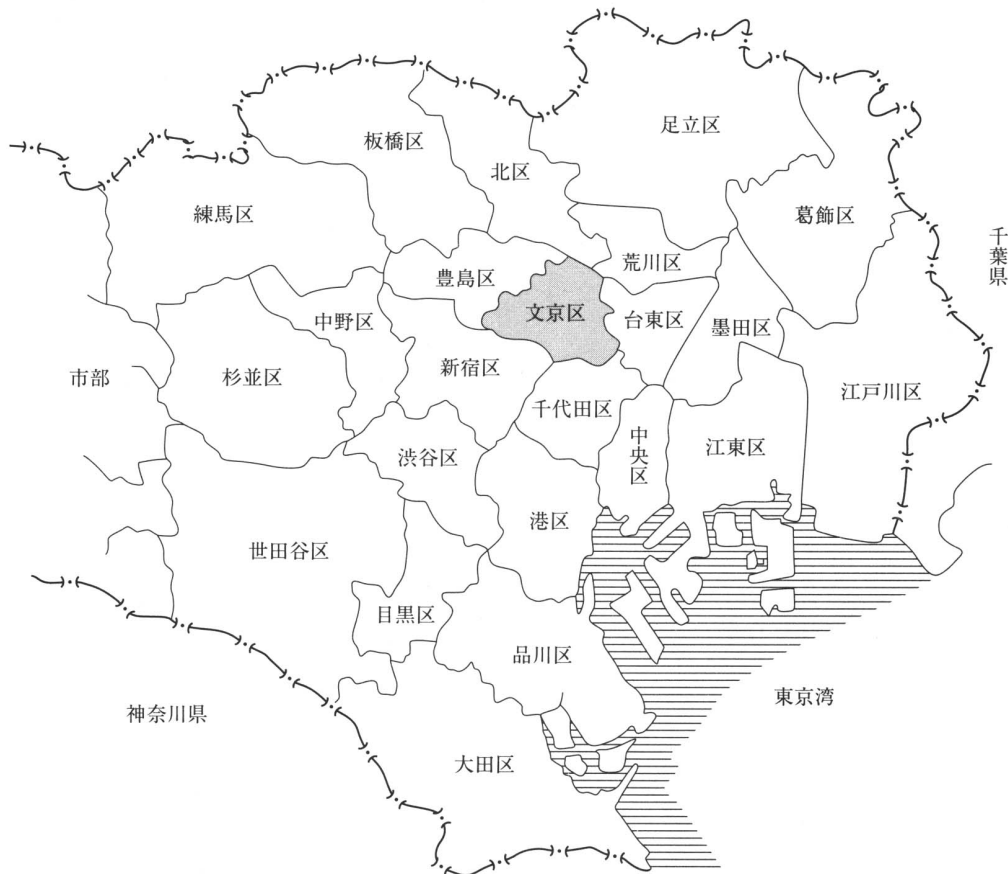 足立区
板橋区
北区
練馬区
葛飾区
千葉県
荒川区
豊島区
文京区
台東区
中野区
墨田区
新宿区
市部
杉並区
江戸川区
千代田区
中央区
江東区
渋谷区
港区
世田谷区
目黒区
品川区
東京湾
神奈川県
大田区